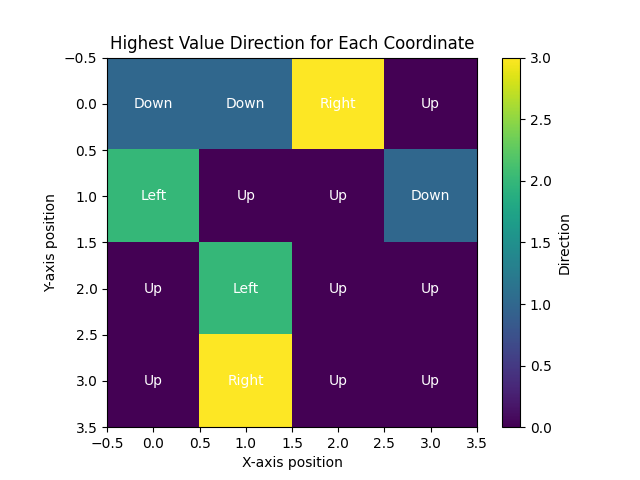 Highest Value Direction for Each Coordinate
−0.5
0.0
0.5
1.0
1.5
2.0
2.5
3.0
3.5
Y-axis position
Down Down Right Up
Left Up Up Down
Up Left Up Up
Up Right Up Up
−0.5 0.0 0.5 1.0 1.5 2.0 2.5 3.0 3.5
X-axis position
3.0
2.5
2.0
1.5
1.0
0.5
0.0
Direction